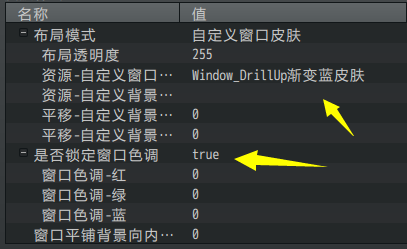 名称 值
布局模式 自定义窗口皮肤
布局透明度 255
资源-自定义窗口… Window_DrillUp渐变蓝皮肤
资源-自定义背景…
平移-自定义背景… 0
平移-自定义背景… 0
是否锁定窗口色调 true
窗口色调-红 0
窗口色调-绿 0
窗口色调-蓝 0
窗口平铺背景向内… 0